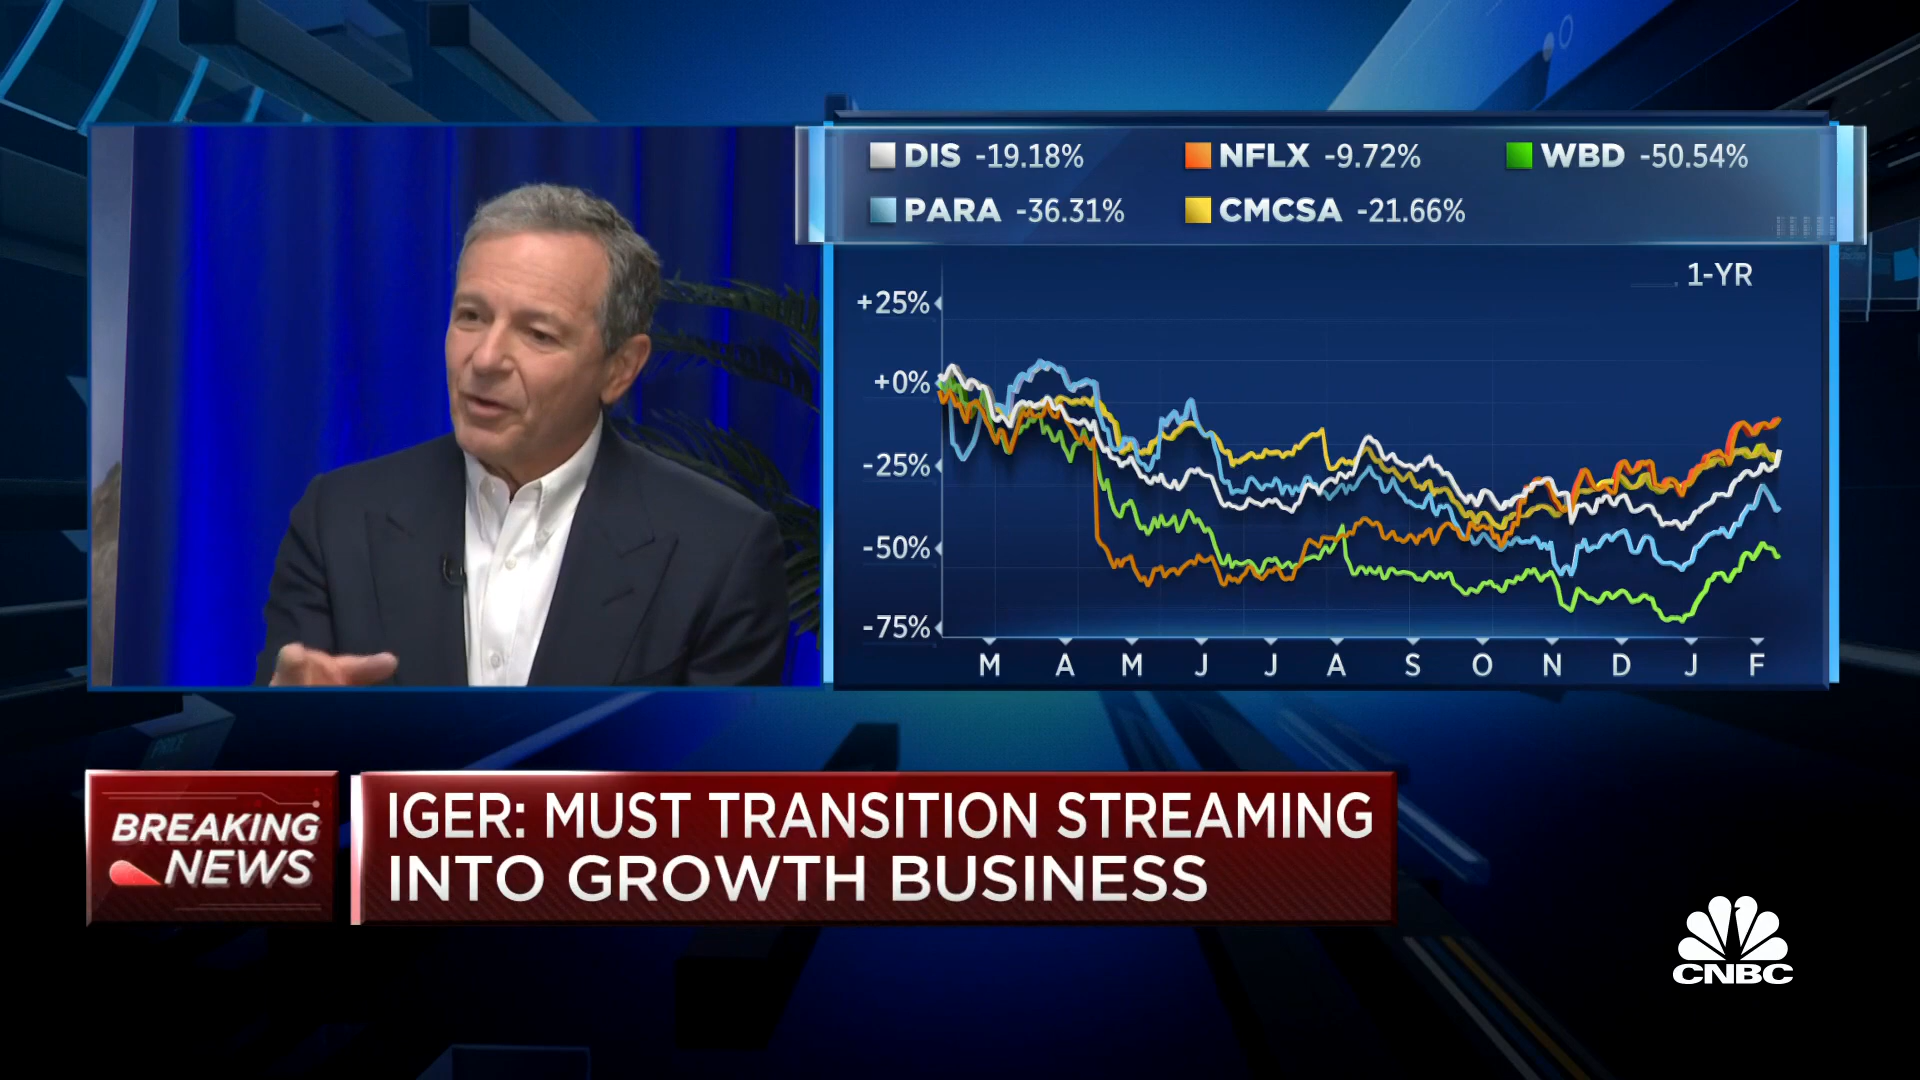 DIS -19.18% NFLX -9.72% WBD -50.54%
PARA -36.31% CMCSA -21.66%
1-YR
+25%
+0%
-25%
-50%
-75%
M A M J J A S O N D J F
BREAKING
NEWS
IGER: MUST TRANSITION STREAMING
INTO GROWTH BUSINESS
CNBC